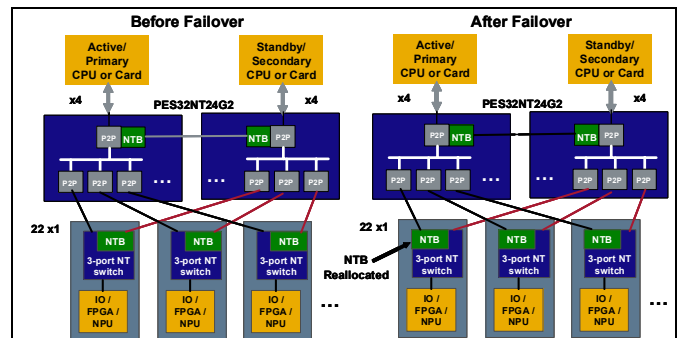 Before Failover
After Failover
Active/
Primary
CPU or Card
Standby/
Secondary
CPU or Card
Active/
Primary
CPU or Card
Standby/
Secondary
CPU or Card
x4
PES32NT24G2
x4
x4
PES32NT24G2
x4
P2P
NTB
NTB
P2P
P2P
NTB
NTB
P2P
P2P
P2P
P2P
...
P2P
P2P
P2P
...
P2P
P2P
P2P
...
P2P
P2P
P2P
...
22 x1
NTB
NTB
NTB
22 x1
NTB
NTB
NTB
3-port NT
switch
3-port NT
switch
3-port NT
switch
NTB
Reallocated
3-port NT
switch
3-port NT
switch
3-port NT
switch
IO /
FPGA /
NPU
IO /
FPGA /
NPU
IO /
FPGA /
NPU
...
IO /
FPGA /
NPU
IO /
FPGA /
NPU
IO /
FPGA /
NPU
...